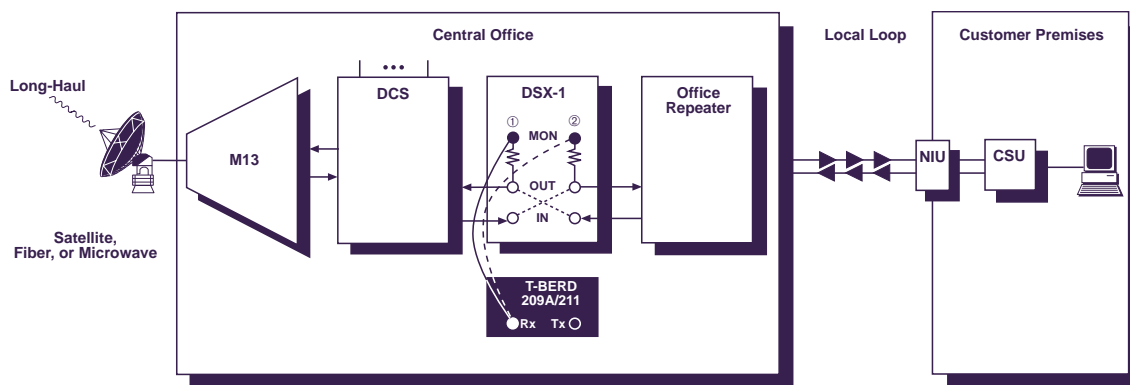 Central Office
Local Loop
Customer Premises
Long-Haul
•••
DCS
DSX-1
Office
Repeater
① ②
MON
M13
NIU
CSU
OUT
IN
Satellite,
Fiber, or Microwave
T-BERD
209A/211
Rx Tx